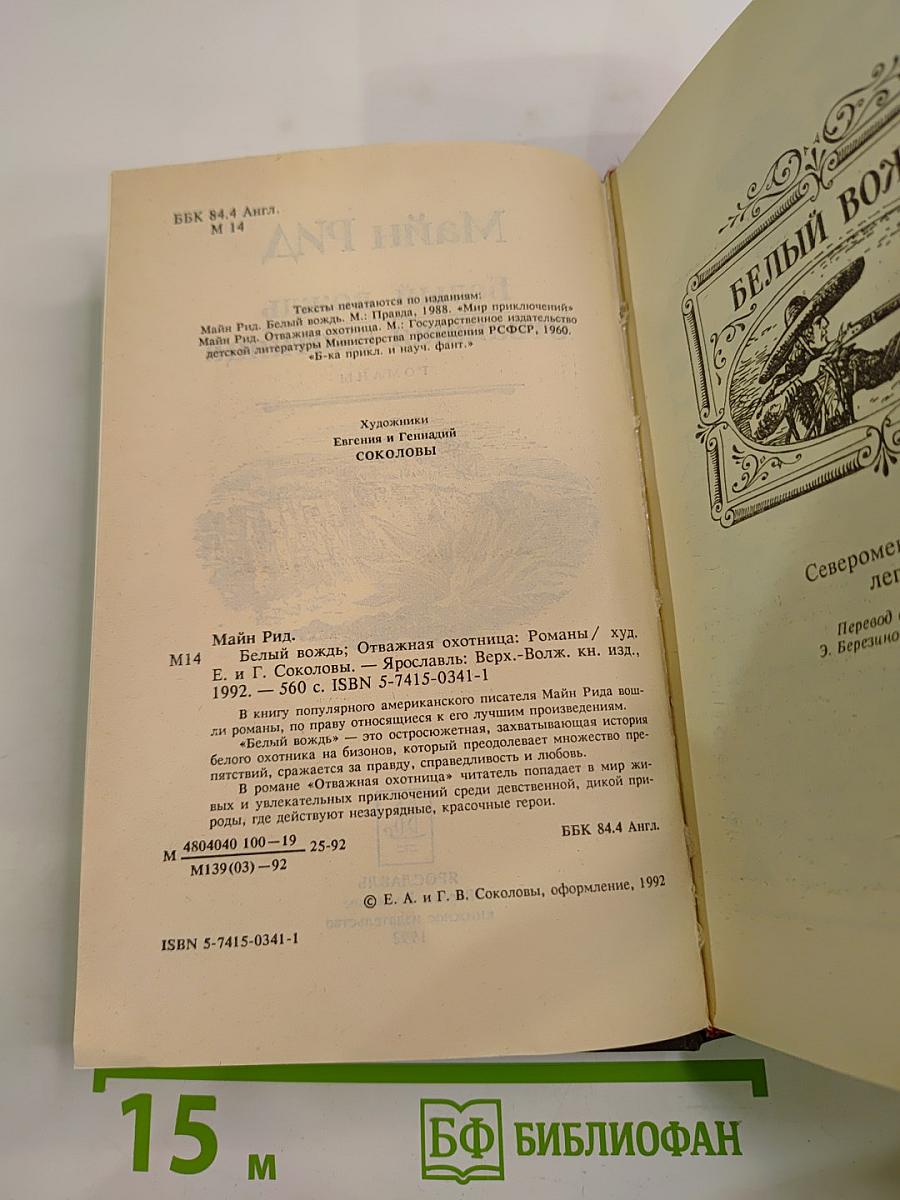 ББК 84.4 Англ.
М 14
Тексты печатаются по изданиям:
Майн Рид. Белый вождь. М.: Правда, 1988. «Мир приключений»
Майн Рид. Отважная охотница. М.: Государственное издательство
детской литературы Министерства просвещения РСФСР, 1960.
«Б-ка прикл. и науч. фант.»
Художники
Евгения и Геннадий
СОКОЛОВЫ
Майн Рид.
М14 Белый вождь; Отважная охотница: Романы / худ.
Е. и Г. Соколовы. — Ярославль: Верх.-Волж. кн. изд.,
1992. — 560 с. ISBN 5-7415-0341-1
В книгу популярного американского писателя Майн Рида вош-
ли романы, по праву относящиеся к его лучшим произведениям.
«Белый вождь» — это остросюжетная, захватывающая история
белого охотника на бизонов, который преодолевает множество пре-
пятствий, сражается за правду, справедливость и любовь.
В романе «Отважная охотница» читатель попадает в мир жи-
вых и увлекательных приключений среди девственной, дикой при-
роды, где действуют незаурядные, красочные герои.
М 4804040 100—19 25-92
М139(03)—92
ББК 84.4 Англ.
© Е. А. и Г. В. Соколовы, оформление, 1992
ISBN 5-7415-0341-1
БЕЛЫЙ ВОЖ
Североме
лег
Перевод
Э. Березино
15 м
БФ БИБЛИОФАН